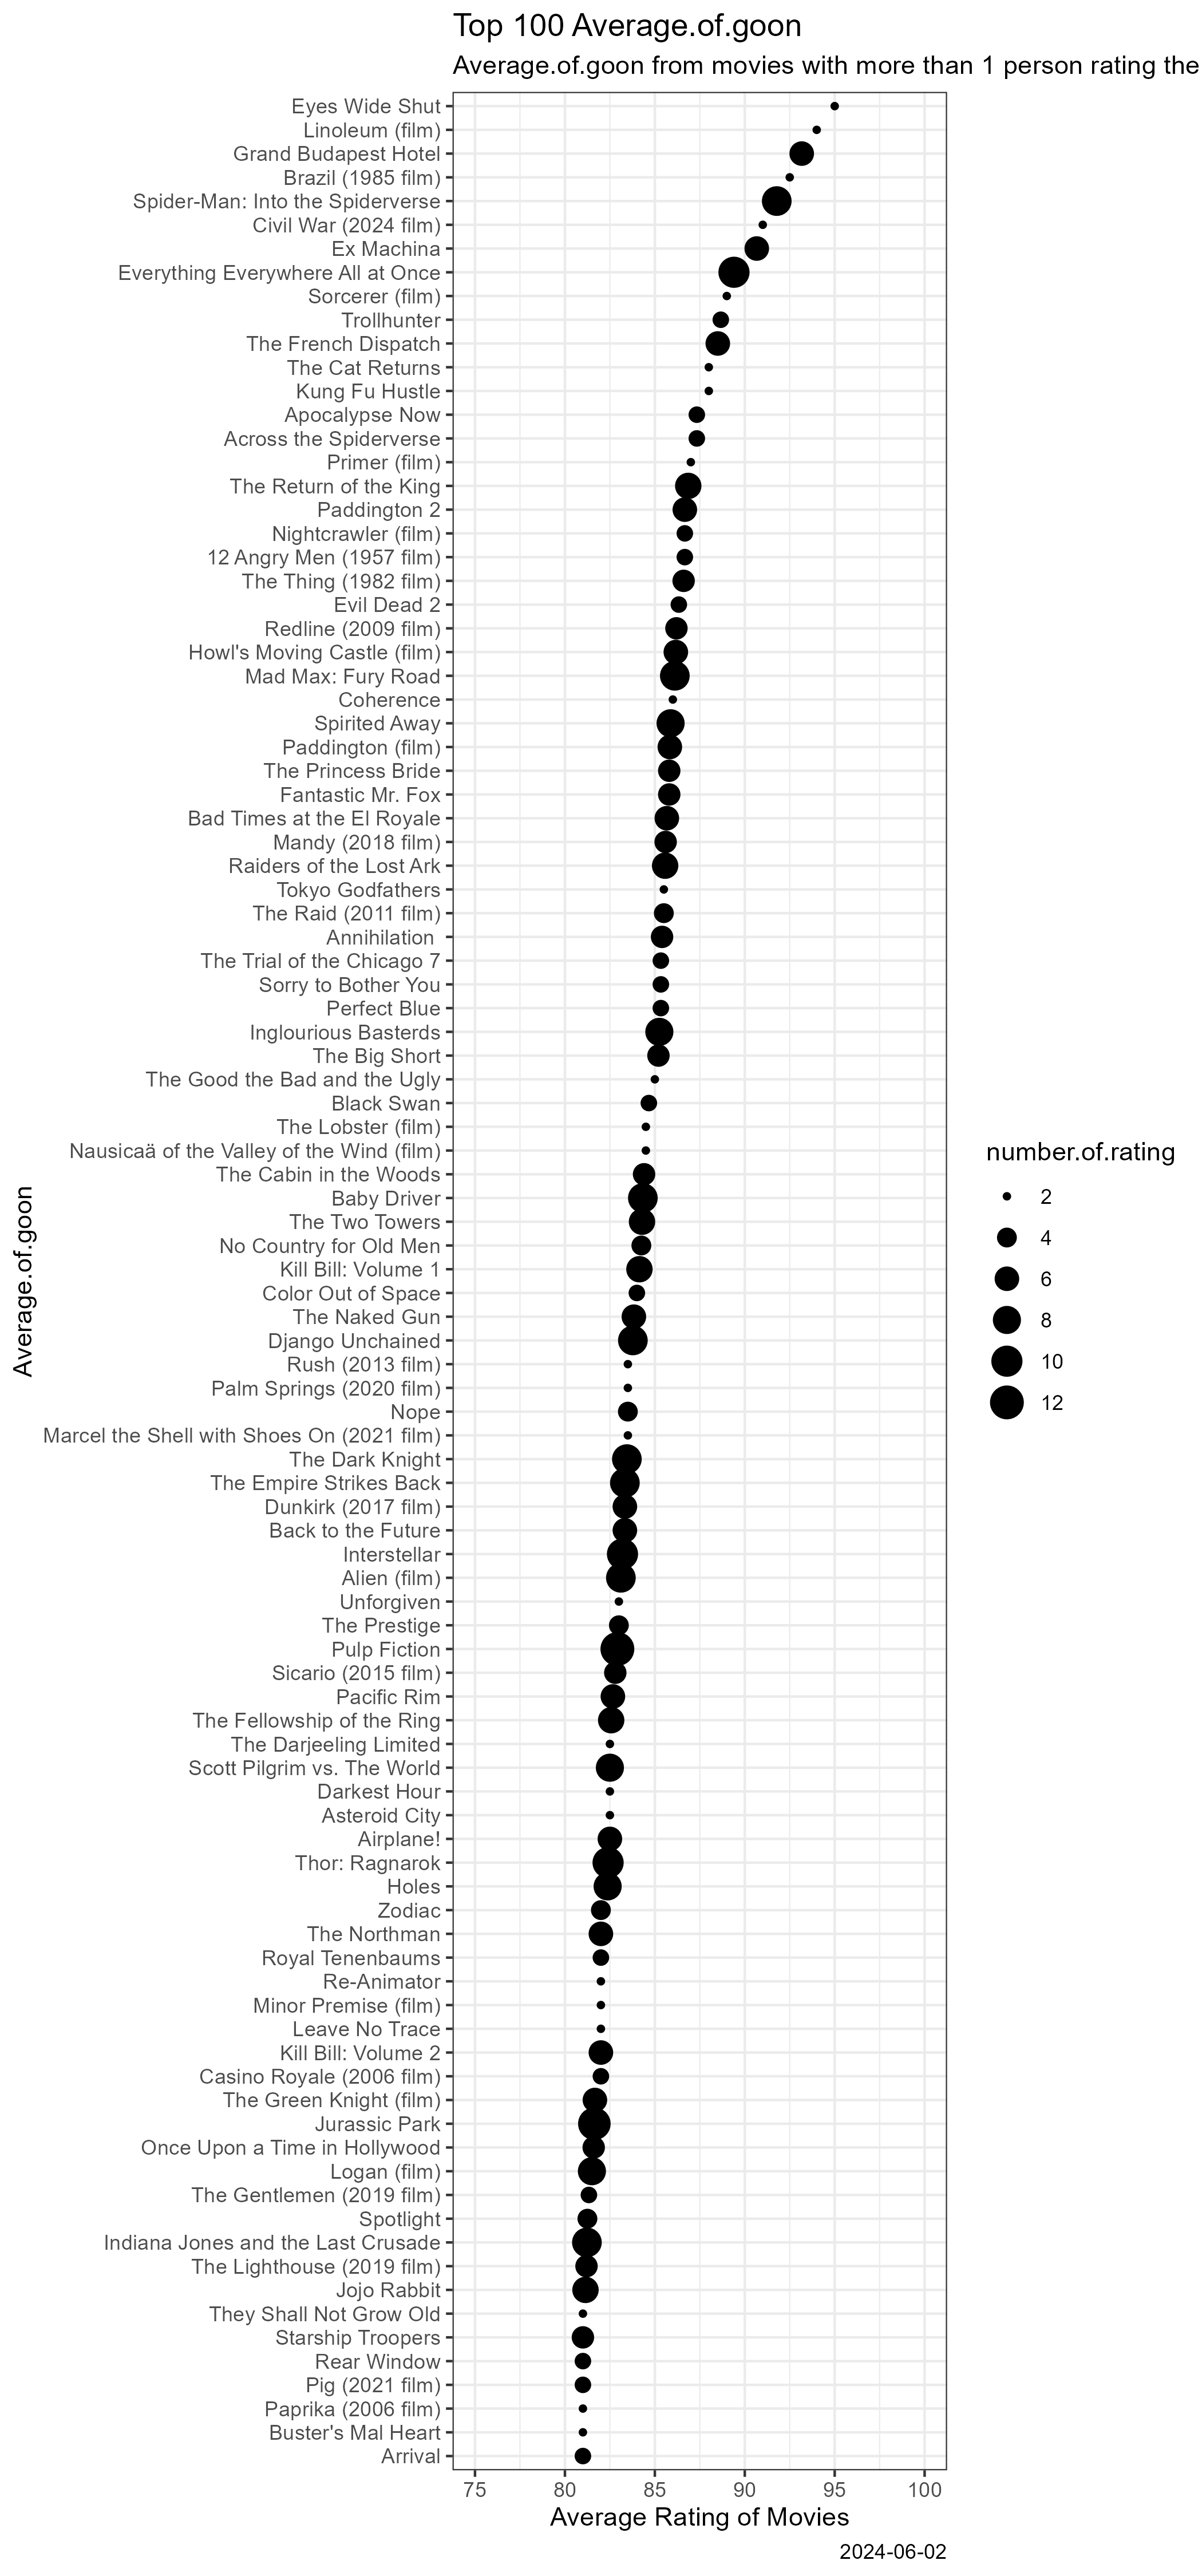 Top 100 Average.of.goon
Average.of.goon from movies with more than 1 person rating the
Eyes Wide Shut
Linoleum (film)
Grand Budapest Hotel
Brazil (1985 film)
Spider-Man: Into the Spiderverse
Civil War (2024 film)
Ex Machina
Everything Everywhere All at Once
Sorcerer (film)
Trollhunter
The French Dispatch
The Cat Returns
Kung Fu Hustle
Apocalypse Now
Across the Spiderverse
Primer (film)
The Return of the King
Paddington 2
Nightcrawler (film)
12 Angry Men (1957 film)
The Thing (1982 film)
Evil Dead 2
Redline (2009 film)
Howl's Moving Castle (film)
Mad Max: Fury Road
Coherence
Spirited Away
Paddington (film)
The Princess Bride
Fantastic Mr. Fox
Bad Times at the El Royale
Mandy (2018 film)
Raiders of the Lost Ark
Tokyo Godfathers
The Raid (2011 film)
Annihilation
The Trial of the Chicago 7
Sorry to Bother You
Perfect Blue
Inglourious Basterds
The Big Short
The Good the Bad and the Ugly
Black Swan
The Lobster (film)
Nausicaä of the Valley of the Wind (film)
The Cabin in the Woods
Baby Driver
The Two Towers
No Country for Old Men
Kill Bill: Volume 1
Color Out of Space
The Naked Gun
Django Unchained
Rush (2013 film)
Palm Springs (2020 film)
Nope
Marcel the Shell with Shoes On (2021 film)
The Dark Knight
The Empire Strikes Back
Dunkirk (2017 film)
Back to the Future
Interstellar
Alien (film)
Unforgiven
The Prestige
Pulp Fiction
Sicario (2015 film)
Pacific Rim
The Fellowship of the Ring
The Darjeeling Limited
Scott Pilgrim vs. The World
Darkest Hour
Asteroid City
Airplane!
Thor: Ragnarok
Holes
Zodiac
The Northman
Royal Tenenbaums
Re-Animator
Minor Premise (film)
Leave No Trace
Kill Bill: Volume 2
Casino Royale (2006 film)
The Green Knight (film)
Jurassic Park
Once Upon a Time in Hollywood
Logan (film)
The Gentlemen (2019 film)
Spotlight
Indiana Jones and the Last Crusade
The Lighthouse (2019 film)
Jojo Rabbit
They Shall Not Grow Old
Starship Troopers
Rear Window
Pig (2021 film)
Paprika (2006 film)
Buster's Mal Heart
Arrival
Average.of.goon
75 80 85 90 95 100
Average Rating of Movies
2024-06-02
number.of.rating
2
4
6
8
10
12